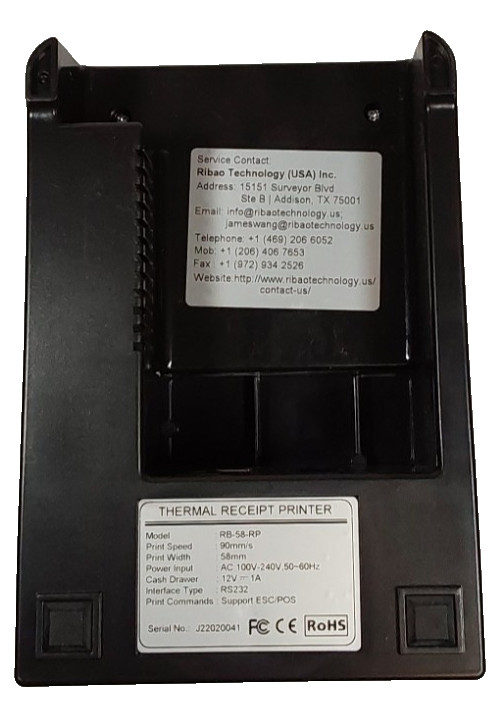 Service Contact:
Ribao Technology (USA) Inc.
Address: 15151 Surveyor Blvd
Ste B | Addison, TX 75001
Email: info@ribaotechnology.us;
jameswang@ribaotechnology.us
Telephone: +1 (469) 206 6052
Mob: +1 (206) 406 7653
Fax : +1 (972) 934 2526
Website:http://www.ribaotechnology.us/
contact-us/
THERMAL RECEIPT PRINTER
Model RB-58-RP
Print Speed : 90mm/s
Print Width : 58mm
Power Input : AC 100V-240V,50~60Hz
Cash Drawer : 12V ⎓ 1A
Interface Type : RS232
Print Commands : Support ESC/POS
Serial No.: J22020041 FC CE RoHS